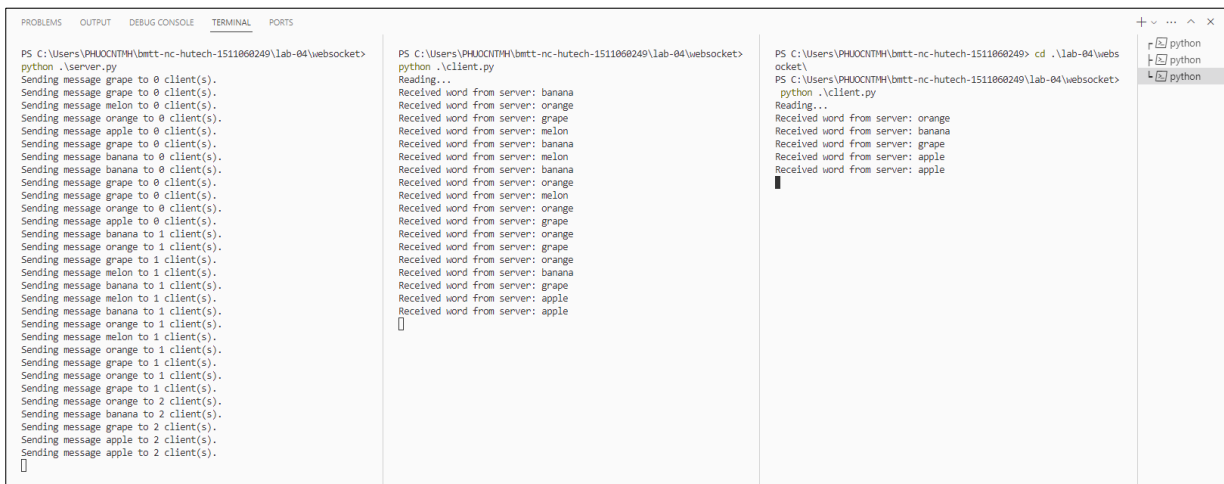 PROBLEMS OUTPUT DEBUG CONSOLE TERMINAL PORTS
PS C:\Users\PHUOCNTMH\bmtt-nc-hutech-1511060249\lab-04\websocket>
python .\server.py
Sending message grape to 0 client(s).
Sending message grape to 0 client(s).
Sending message melon to 0 client(s).
Sending message orange to 0 client(s).
Sending message apple to 0 client(s).
Sending message grape to 0 client(s).
Sending message banana to 0 client(s).
Sending message banana to 0 client(s).
Sending message grape to 0 client(s).
Sending message grape to 0 client(s).
Sending message orange to 0 client(s).
Sending message apple to 0 client(s).
Sending message banana to 1 client(s).
Sending message orange to 1 client(s).
Sending message grape to 1 client(s).
Sending message melon to 1 client(s).
Sending message banana to 1 client(s).
Sending message melon to 1 client(s).
Sending message banana to 1 client(s).
Sending message orange to 1 client(s).
Sending message melon to 1 client(s).
Sending message orange to 1 client(s).
Sending message grape to 1 client(s).
Sending message orange to 1 client(s).
Sending message grape to 1 client(s).
Sending message orange to 2 client(s).
Sending message banana to 2 client(s).
Sending message grape to 2 client(s).
Sending message apple to 2 client(s).
Sending message apple to 2 client(s).
PS C:\Users\PHUOCNTMH\bmtt-nc-hutech-1511060249\lab-04\websocket>
python .\client.py
Reading...
Received word from server: banana
Received word from server: orange
Received word from server: grape
Received word from server: melon
Received word from server: banana
Received word from server: melon
Received word from server: banana
Received word from server: orange
Received word from server: melon
Received word from server: orange
Received word from server: grape
Received word from server: orange
Received word from server: grape
Received word from server: orange
Received word from server: banana
Received word from server: grape
Received word from server: apple
Received word from server: apple
PS C:\Users\PHUOCNTMH\bmtt-nc-hutech-1511060249> cd .\lab-04\webs
ocket\
PS C:\Users\PHUOCNTMH\bmtt-nc-hutech-1511060249\lab-04\websocket>
python .\client.py
Reading...
Received word from server: orange
Received word from server: banana
Received word from server: grape
Received word from server: apple
Received word from server: apple
python
python
python